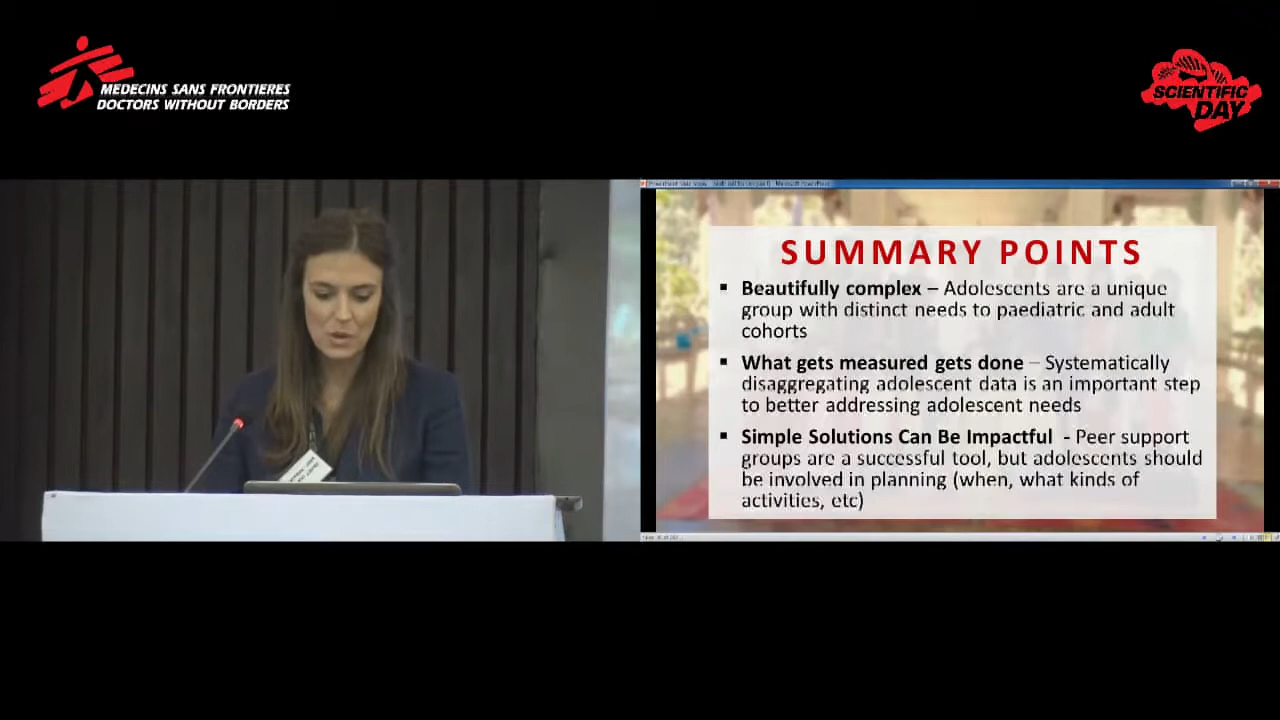 MEDECINS SANS FRONTIERES
DOCTORS WITHOUT BORDERS
SCIENTIFIC
DAY
SUMMARY POINTS
▪ Beautifully complex – Adolescents are a unique
group with distinct needs to paediatric and adult
cohorts
▪ What gets measured gets done – Systematically
disaggregating adolescent data is an important step
to better addressing adolescent needs
▪ Simple Solutions Can Be Impactful - Peer support
groups are a successful tool, but adolescents should
be involved in planning (when, what kinds of
activities, etc)